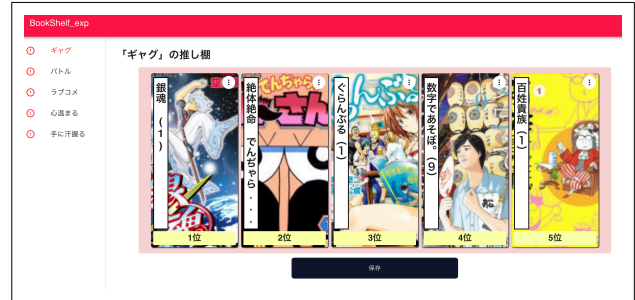 BookShelf_exp
ギャグ
バトル
ラブコメ
心温まる
手に汗握る
「ギャグ」の推し棚
銀魂 (1)
絶体絶命 でんぢゃら...
ぐらんぶる (1)
数字であそぼ。(9)
百姓貴族 (1)
1位
2位
3位
4位
5位
保存